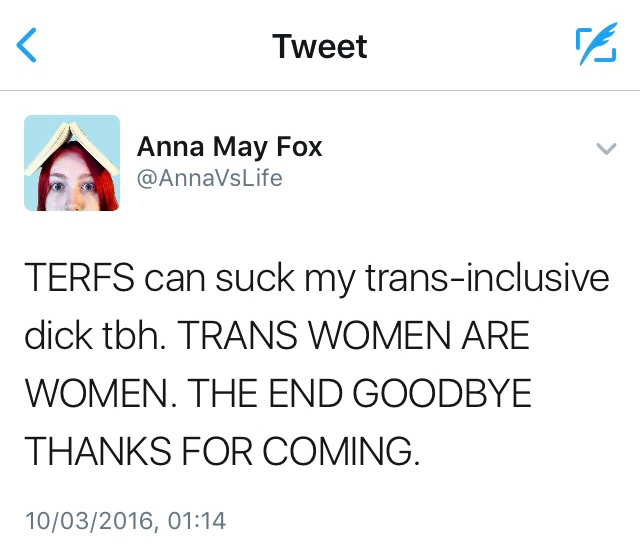 Tweet
Anna May Fox
@AnnaVsLife
TERFS can suck my trans-inclusive
dick tbh. TRANS WOMEN ARE
WOMEN. THE END GOODBYE
THANKS FOR COMING.
10/03/2016, 01:14